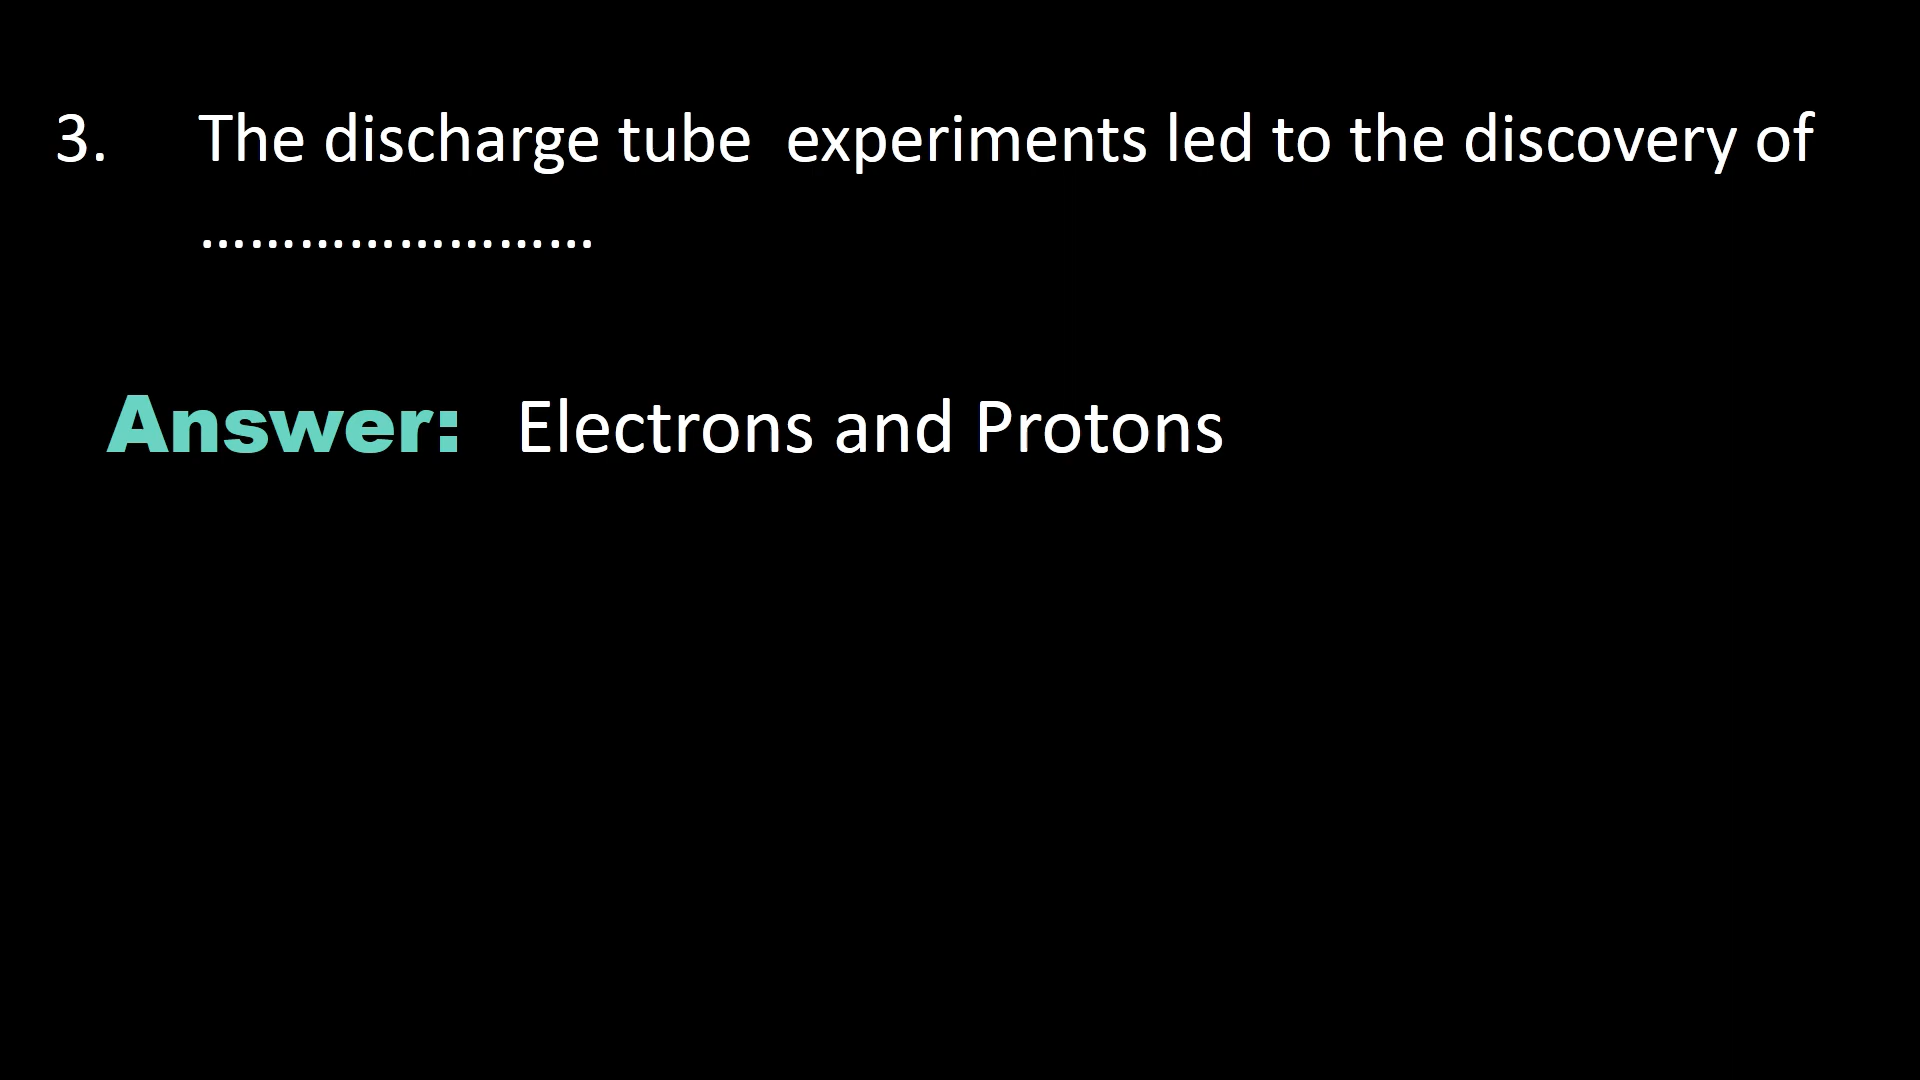 3. The discharge tube  experiments led to the discovery of
……………………
Answer: Electrons and Protons